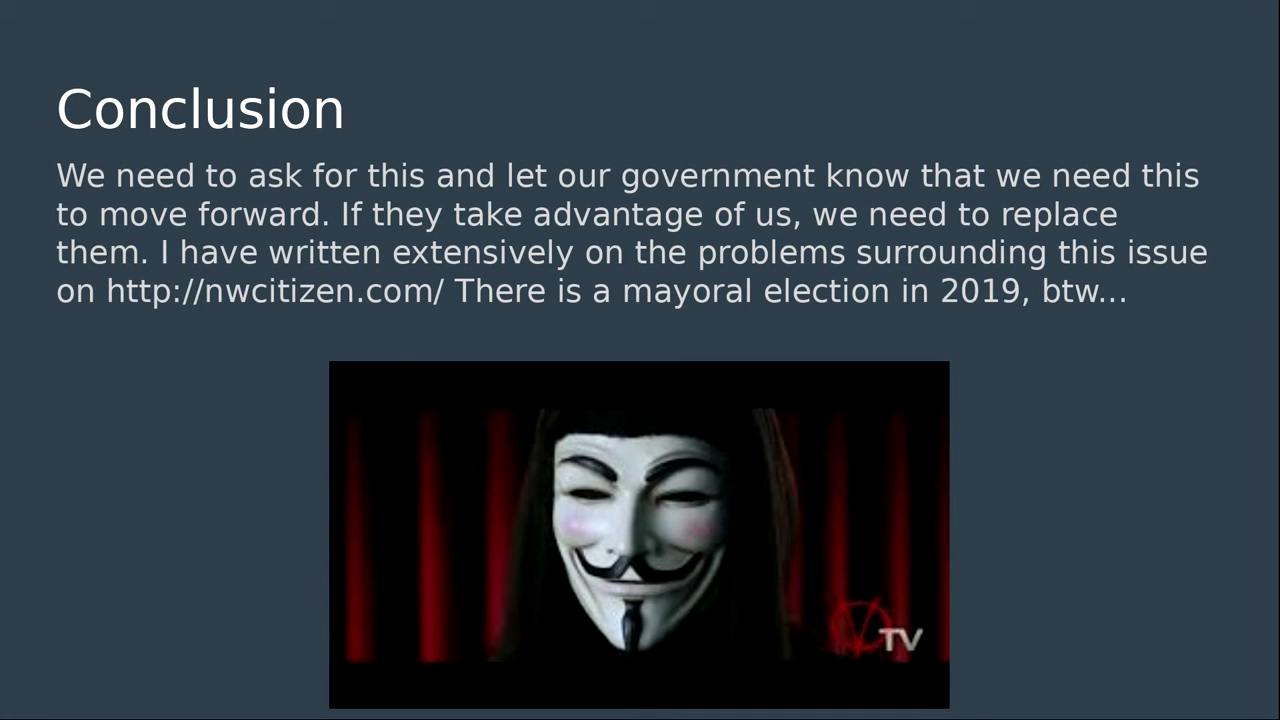 Conclusion
We need to ask for this and let our government know that we need this
to move forward. If they take advantage of us, we need to replace
them. I have written extensively on the problems surrounding this issue
on http://nwcitizen.com/ There is a mayoral election in 2019, btw...
V TV